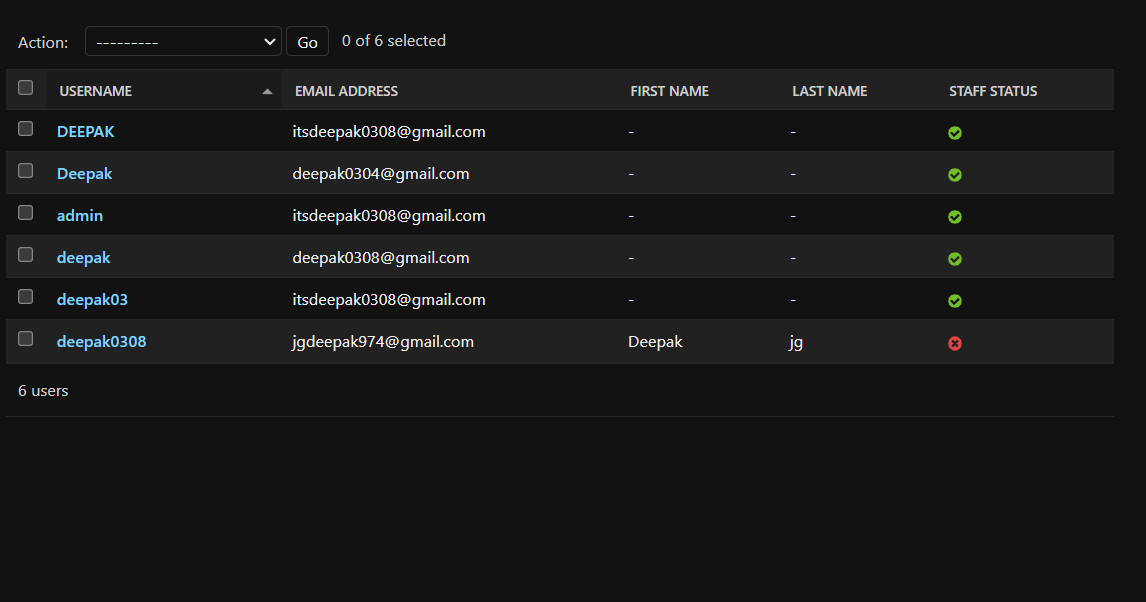 Action: --------- Go 0 of 6 selected
USERNAME EMAIL ADDRESS FIRST NAME LAST NAME STAFF STATUS
DEEPAK itsdeepak0308@gmail.com - -
Deepak deepak0304@gmail.com - -
admin itsdeepak0308@gmail.com - -
deepak deepak0308@gmail.com - -
deepak03 itsdeepak0308@gmail.com - -
deepak0308 jgdeepak974@gmail.com Deepak jg
6 users